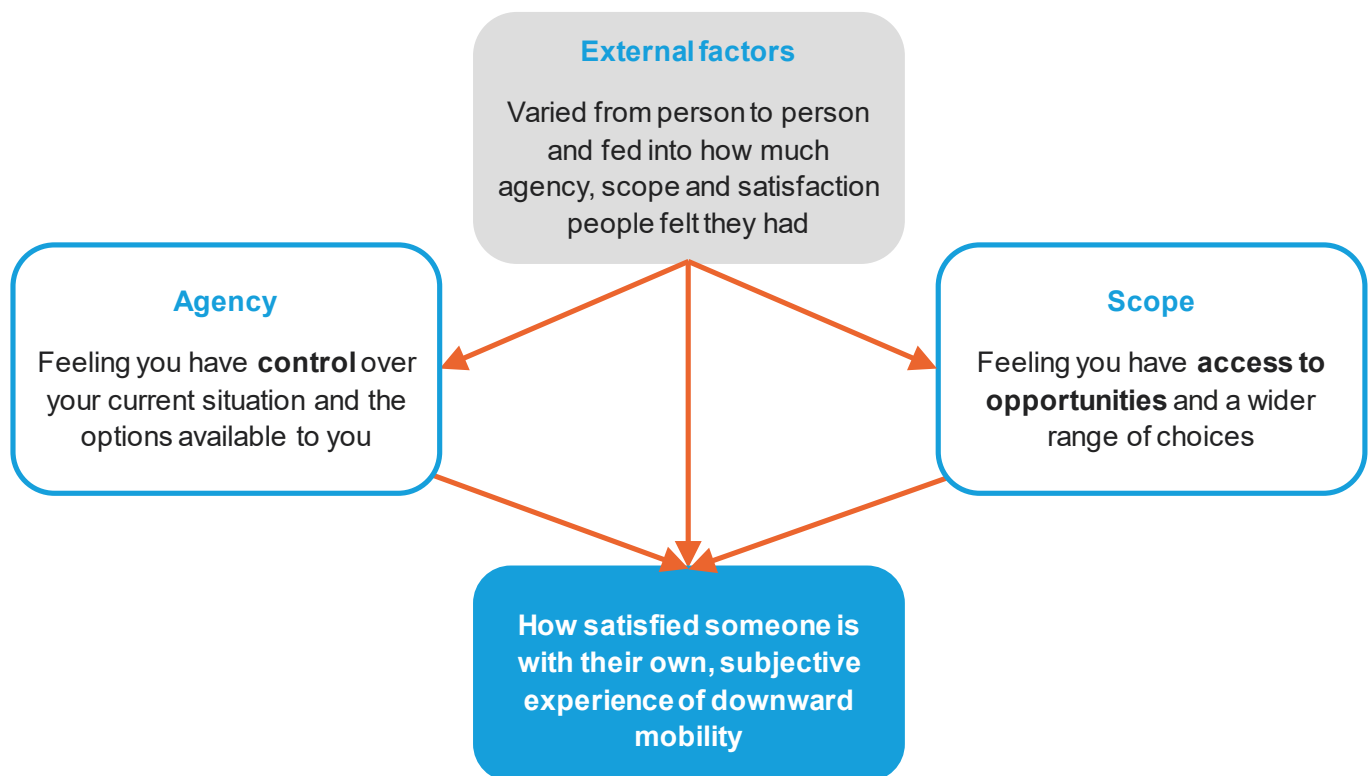 External factors
Varied from person to person
and fed into how much
agency, scope and satisfaction
people felt they had
Agency
Feeling you have control over
your current situation and the
options available to you
Scope
Feeling you have access to
opportunities and a wider
range of choices
How satisfied someone is
with their own, subjective
experience of downward
mobility